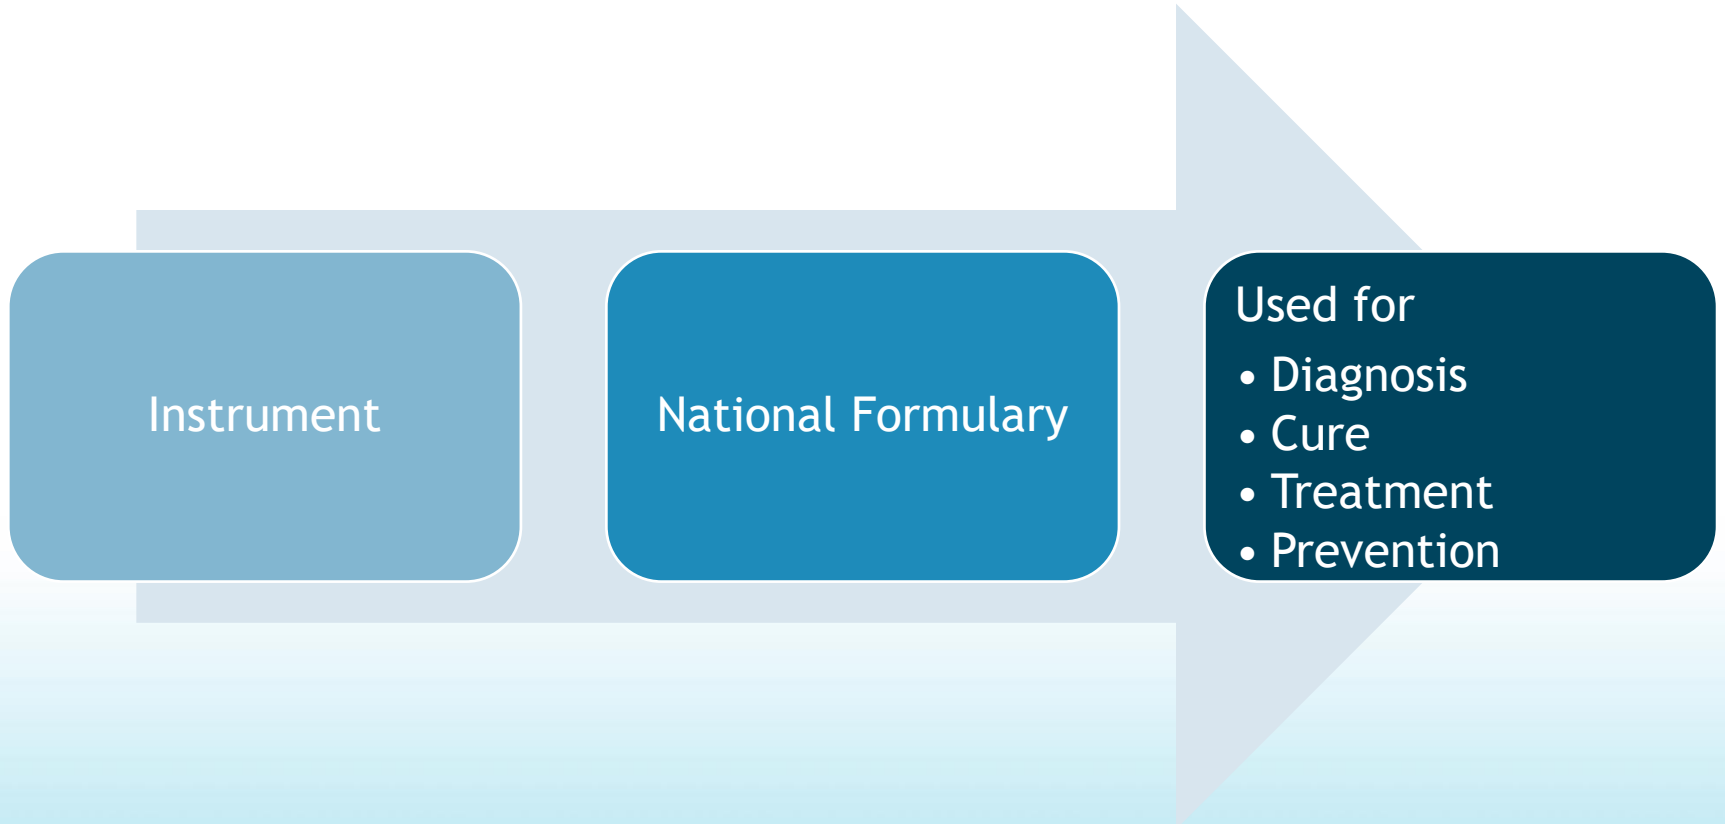 Instrument
National Formulary
Used for
• Diagnosis
• Cure
• Treatment
• Prevention